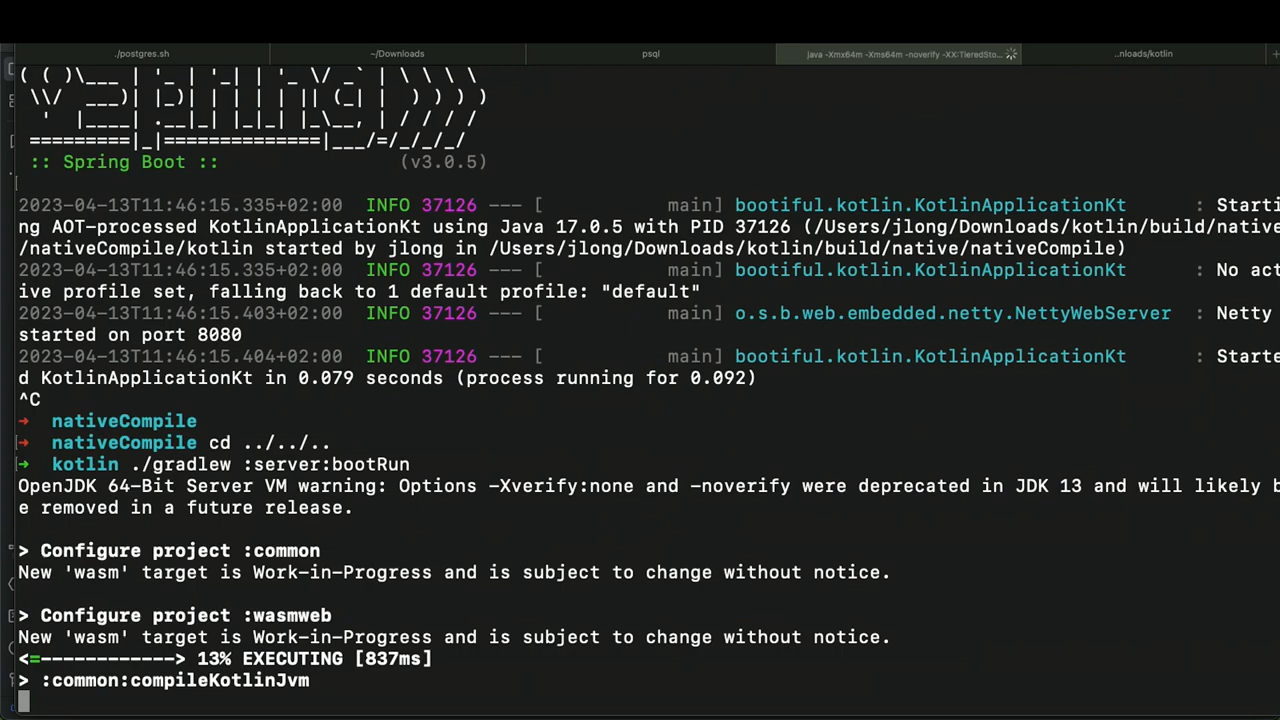 ./postgres.sh ~/Downloads psql java -Xmx64m -Xms64m -noverify -XX:TieredSto... ..nloads/kotlin
( ( )\___ | '_ | '_| | '_ \/ _` | \ \ \ \
\\/ ___)| |_)| | | | | || (_| | ) ) ) )
' |____| .__|_| |_|_| |_\__, | / / / /
=========|_|==============|___/=/_/_/_/
:: Spring Boot :: (v3.0.5)
2023-04-13T11:46:15.335+02:00 INFO 37126 --- [ main] bootiful.kotlin.KotlinApplicationKt : Starti
ng AOT-processed KotlinApplicationKt using Java 17.0.5 with PID 37126 (/Users/jlong/Downloads/kotlin/build/native
/nativeCompile/kotlin started by jlong in /Users/jlong/Downloads/kotlin/build/native/nativeCompile)
2023-04-13T11:46:15.335+02:00 INFO 37126 --- [ main] bootiful.kotlin.KotlinApplicationKt : No act
ive profile set, falling back to 1 default profile: "default"
2023-04-13T11:46:15.403+02:00 INFO 37126 --- [ main] o.s.b.web.embedded.netty.NettyWebServer : Netty
started on port 8080
2023-04-13T11:46:15.404+02:00 INFO 37126 --- [ main] bootiful.kotlin.KotlinApplicationKt : Starte
d KotlinApplicationKt in 0.079 seconds (process running for 0.092)
^C
➜ nativeCompile
➜ nativeCompile cd ../../..
➜ kotlin ./gradlew :server:bootRun
OpenJDK 64-Bit Server VM warning: Options -Xverify:none and -noverify were deprecated in JDK 13 and will likely b
e removed in a future release.
> Configure project :common
New 'wasm' target is Work-in-Progress and is subject to change without notice.
> Configure project :wasmweb
New 'wasm' target is Work-in-Progress and is subject to change without notice.
<=------------> 13% EXECUTING [837ms]
> :common:compileKotlinJvm